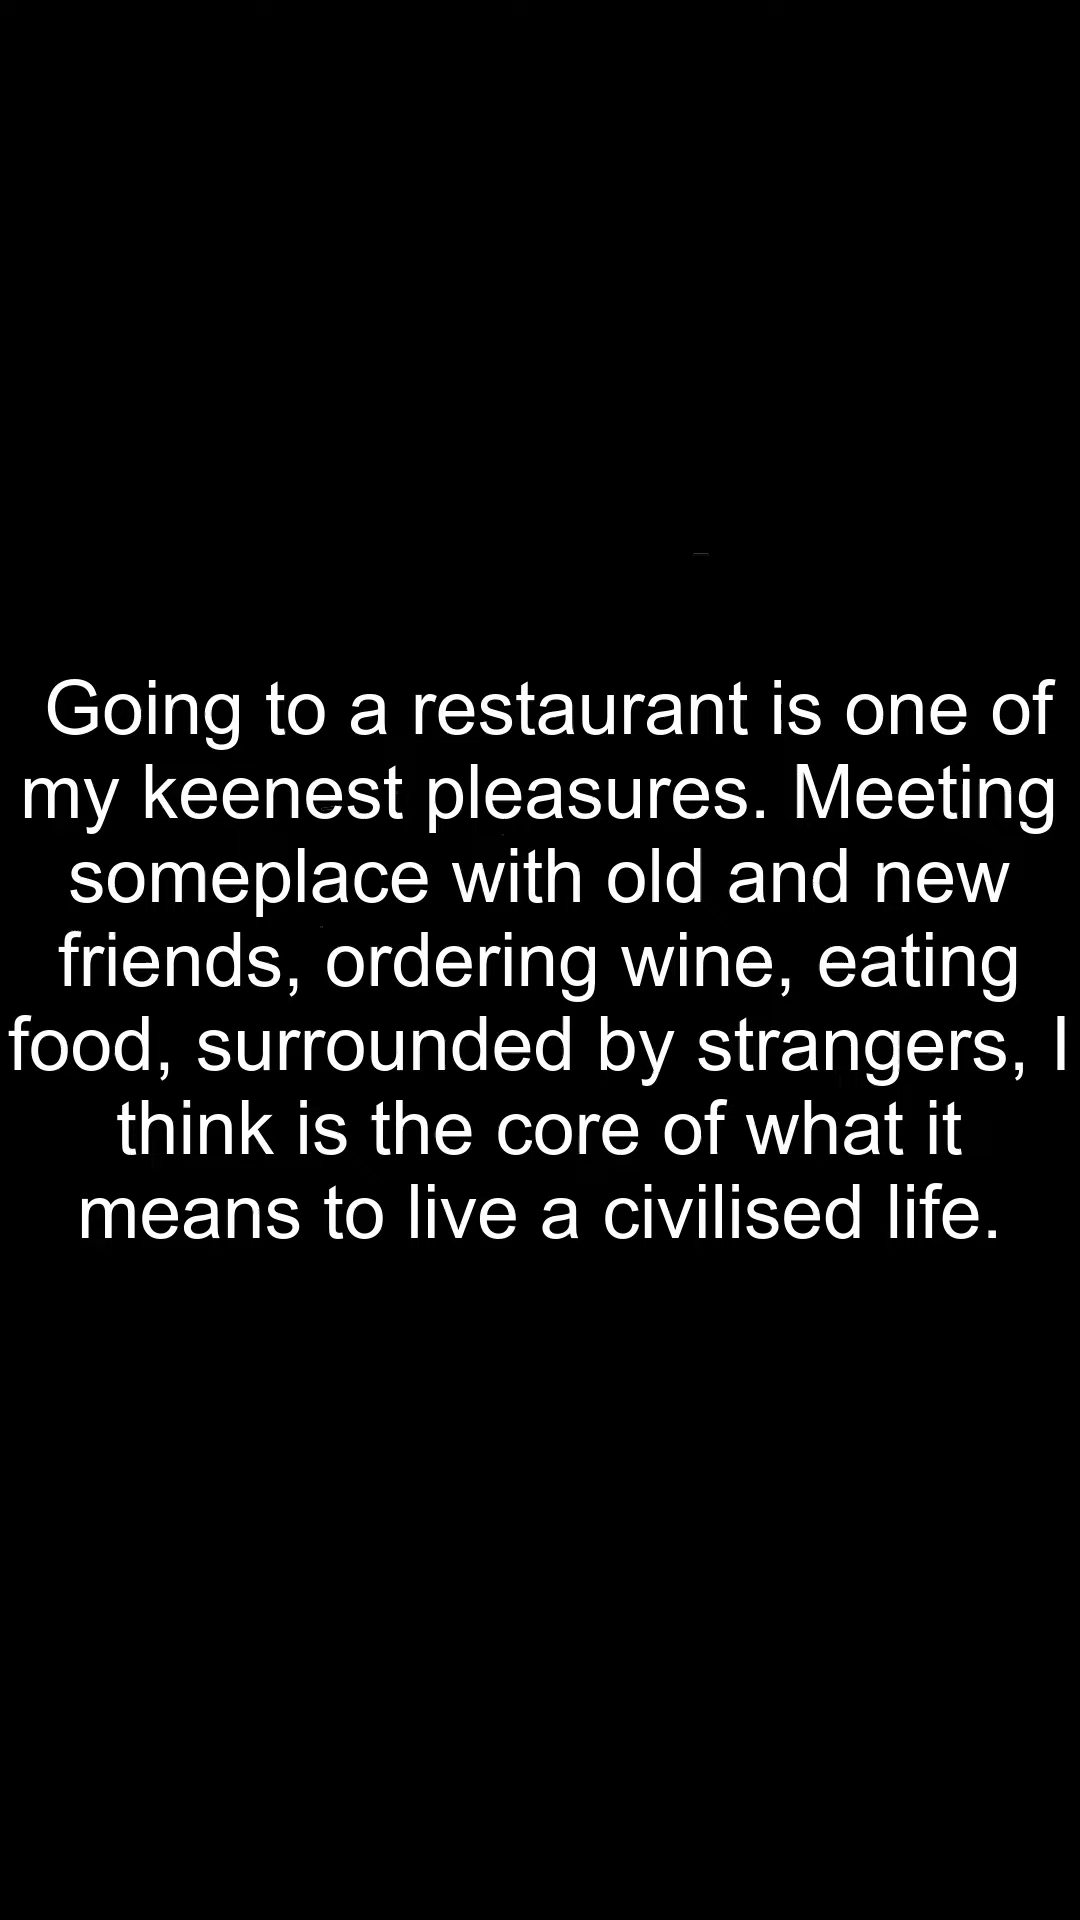 Going to a restaurant is one of
my keenest pleasures. Meeting
someplace with old and new
friends, ordering wine, eating
food, surrounded by strangers, I
think is the core of what it
means to live a civilised life.